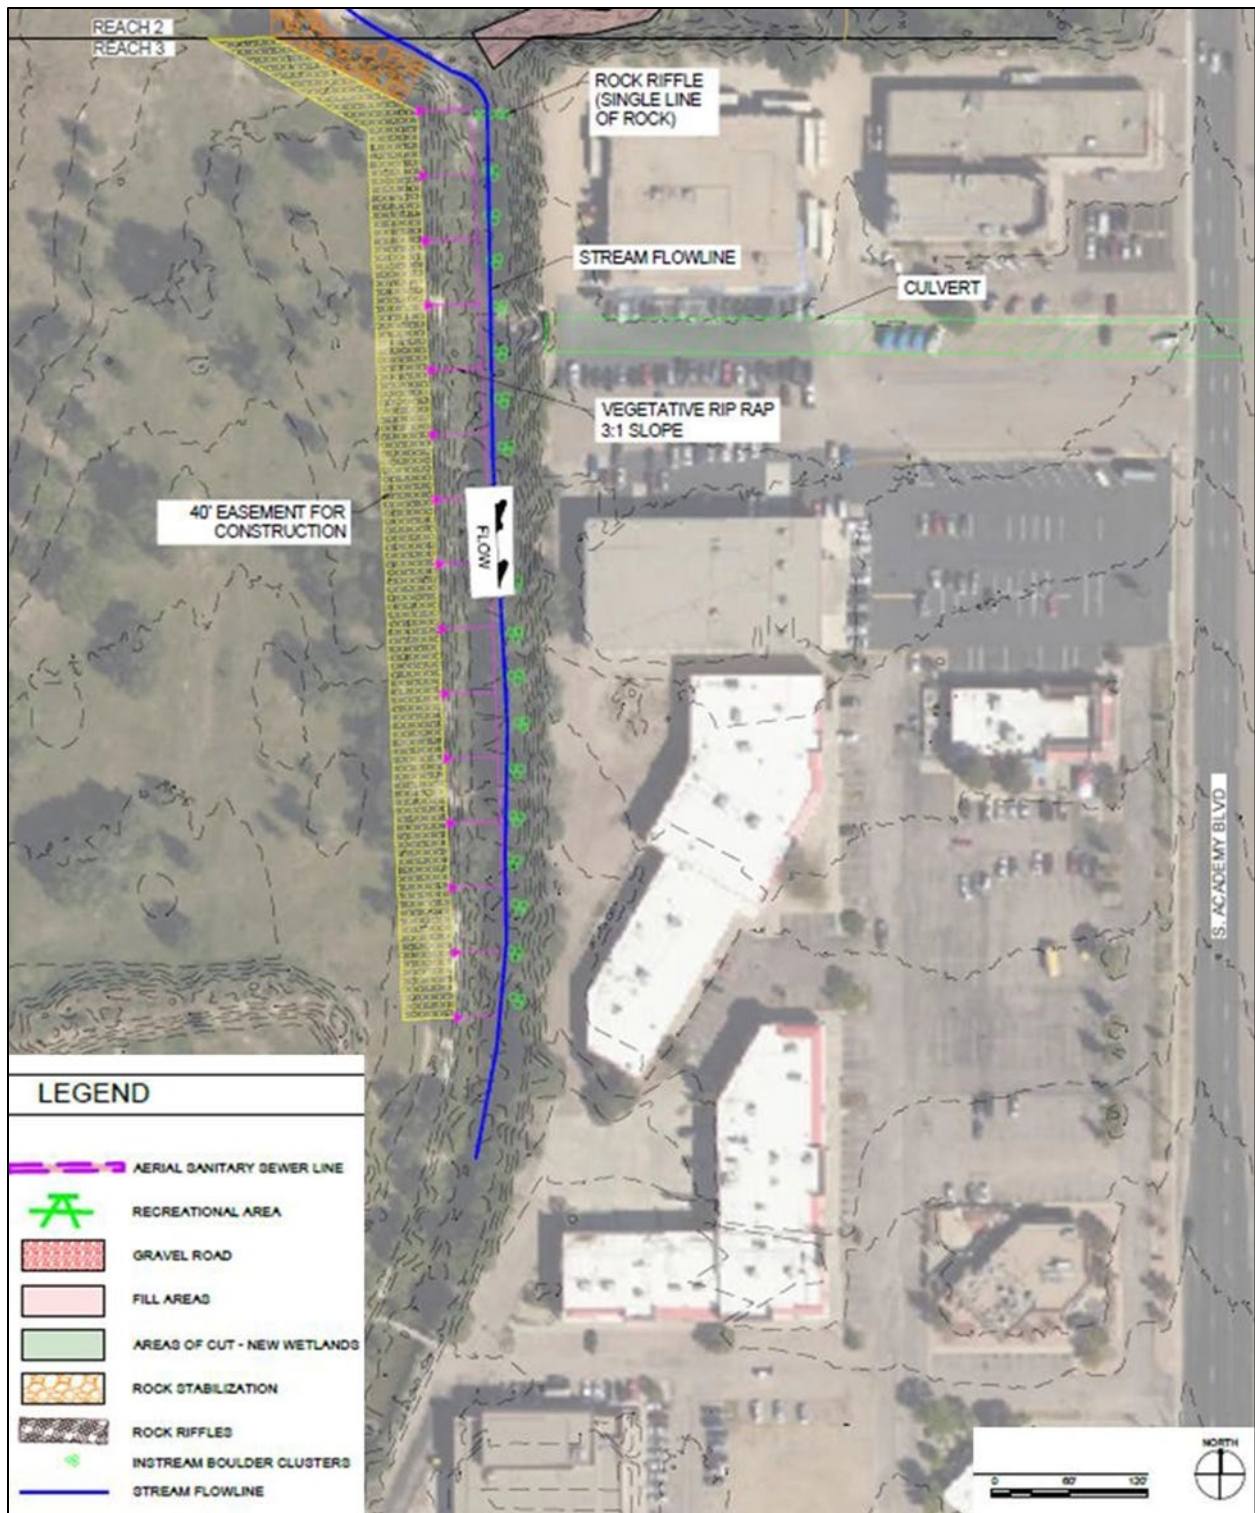 REACH 2
REACH 3
ROCK RIFFLE
(SINGLE LINE
OF ROCK)
STREAM FLOWLINE
CULVERT
VEGETATIVE RIP RAP
3:1 SLOPE
40' EASEMENT FOR
CONSTRUCTION
FLOW
S. ACADEMY BLVD
LEGEND
AERIAL SANITARY SEWER LINE
RECREATIONAL AREA
GRAVEL ROAD
FILL AREAS
AREAS OF CUT - NEW WETLANDS
ROCK STABILIZATION
ROCK RIFFLES
INSTREAM BOULDER CLUSTERS
STREAM FLOWLINE
NORTH
0 60' 120'